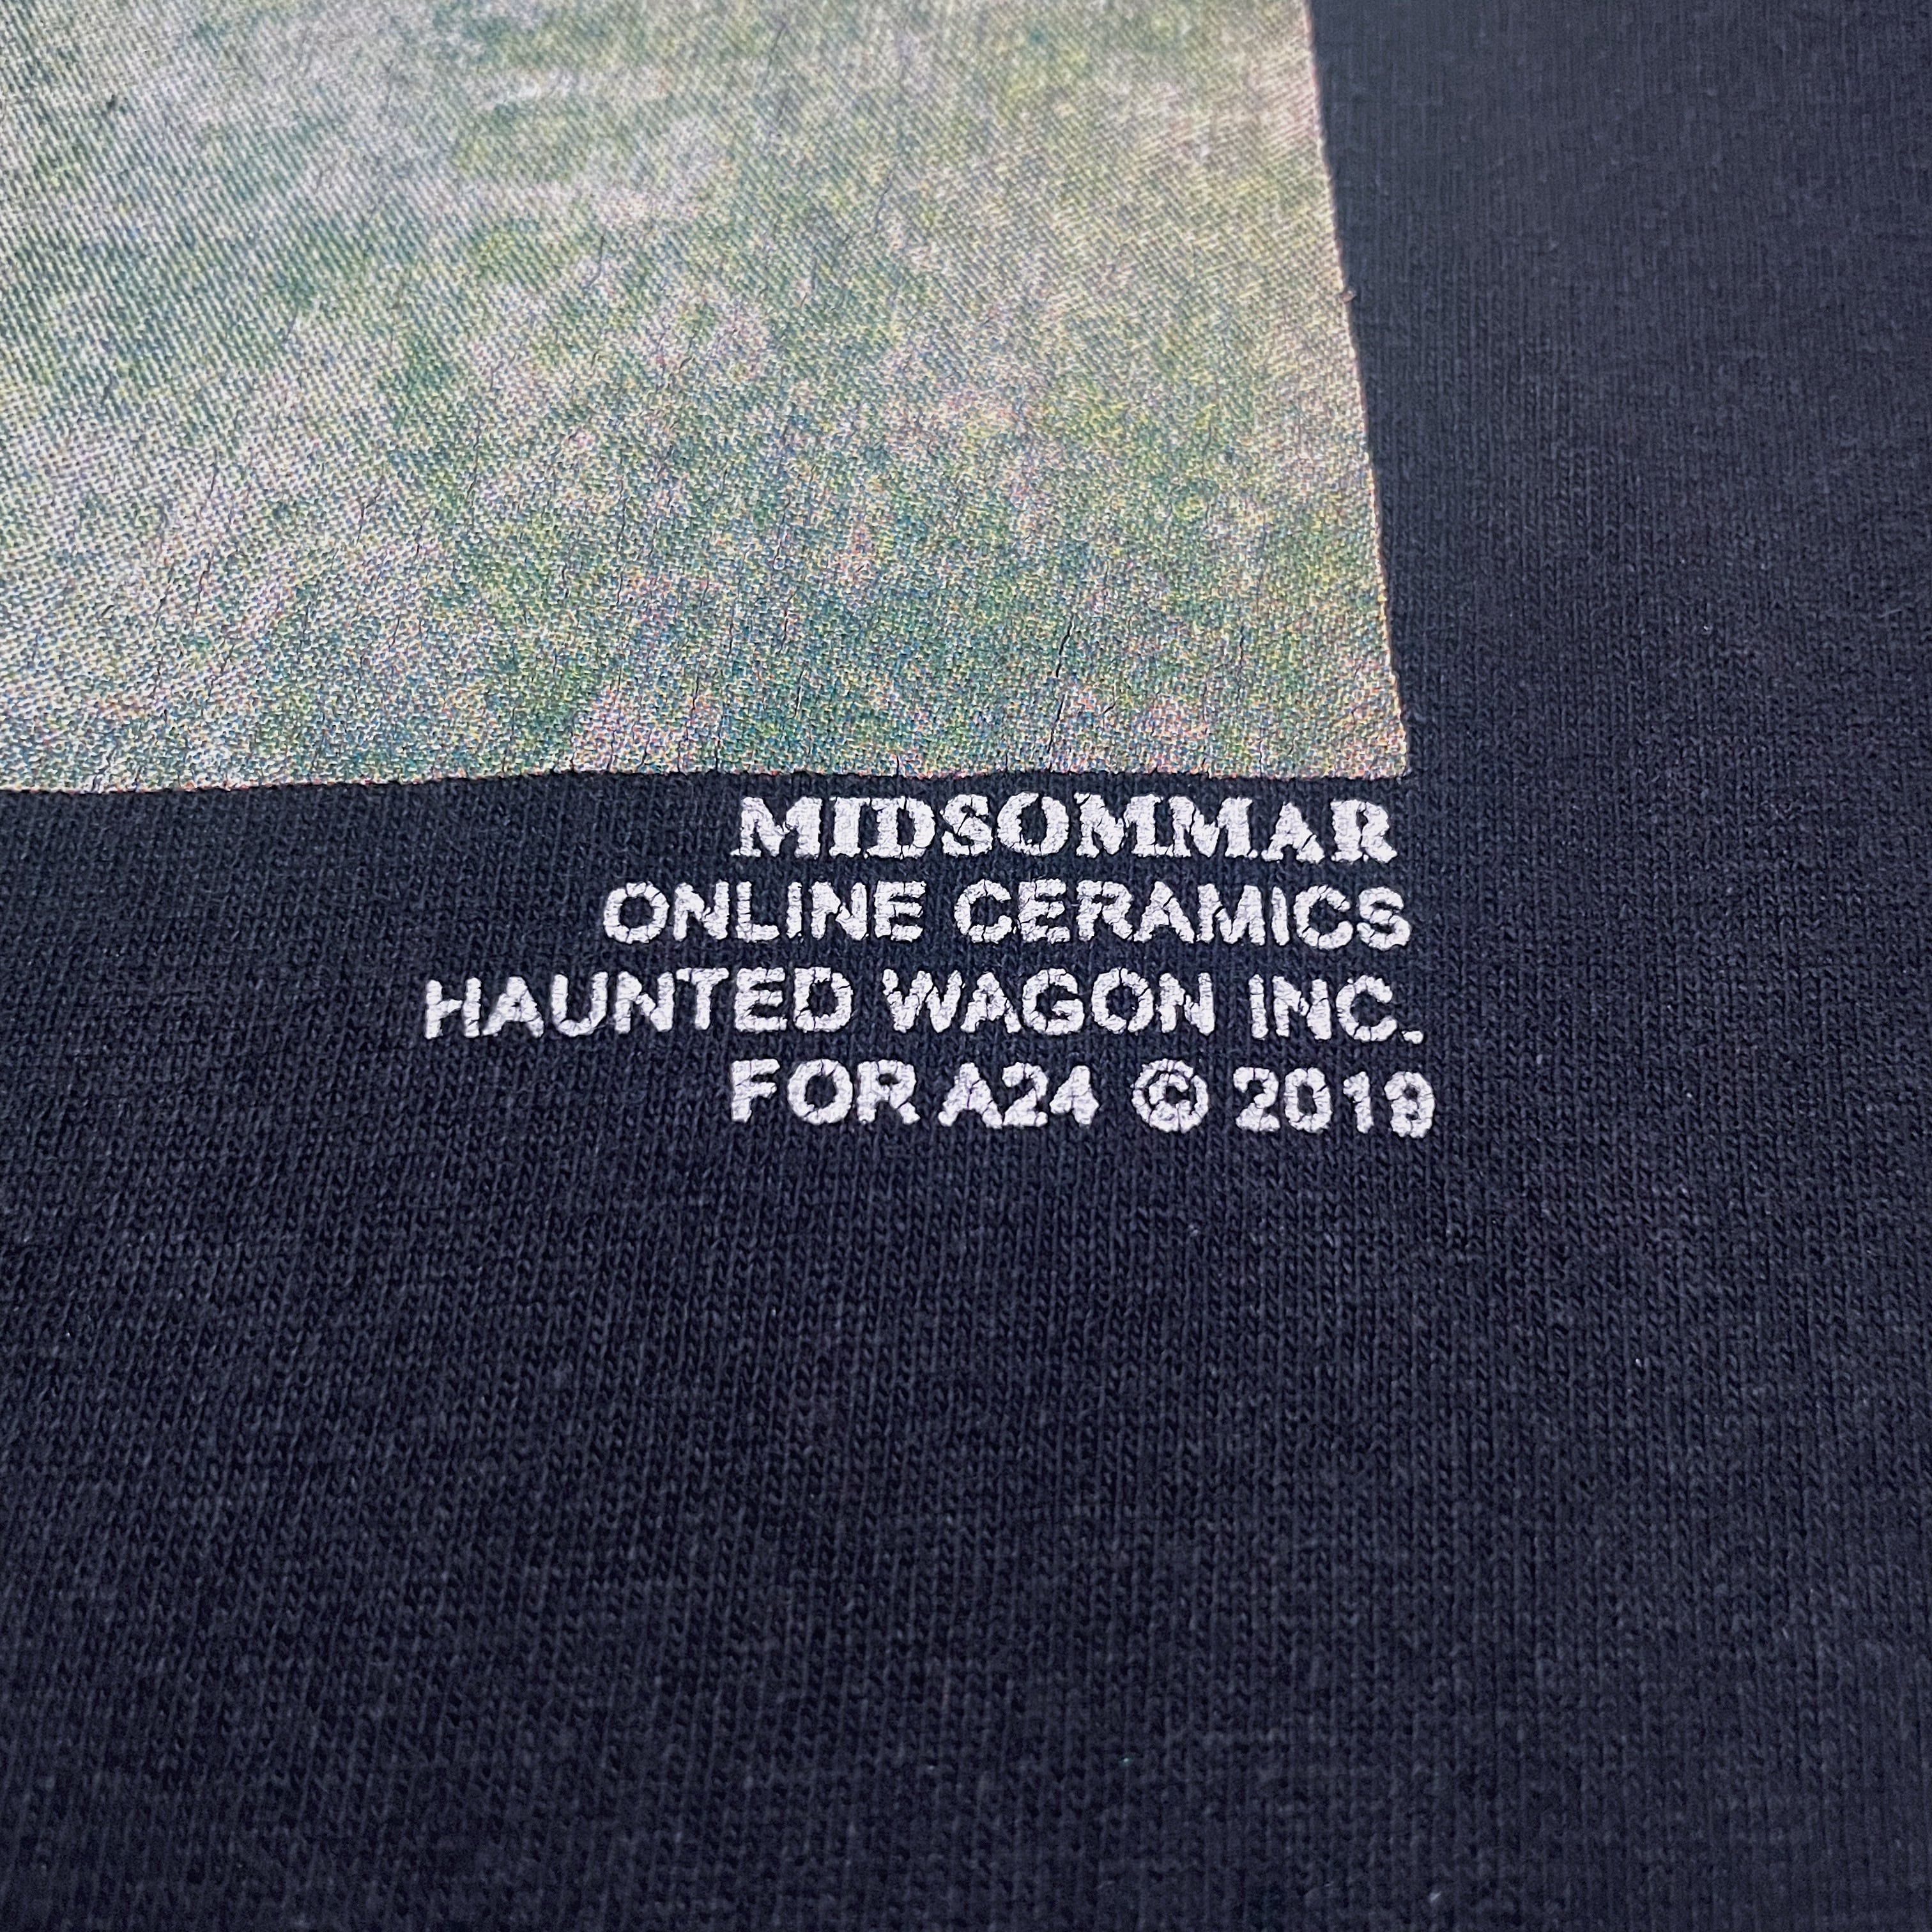 MIDSOMMAR
ONLINE CERAMICS
HAUNTED WAGON INC.
FOR A24 © 2019